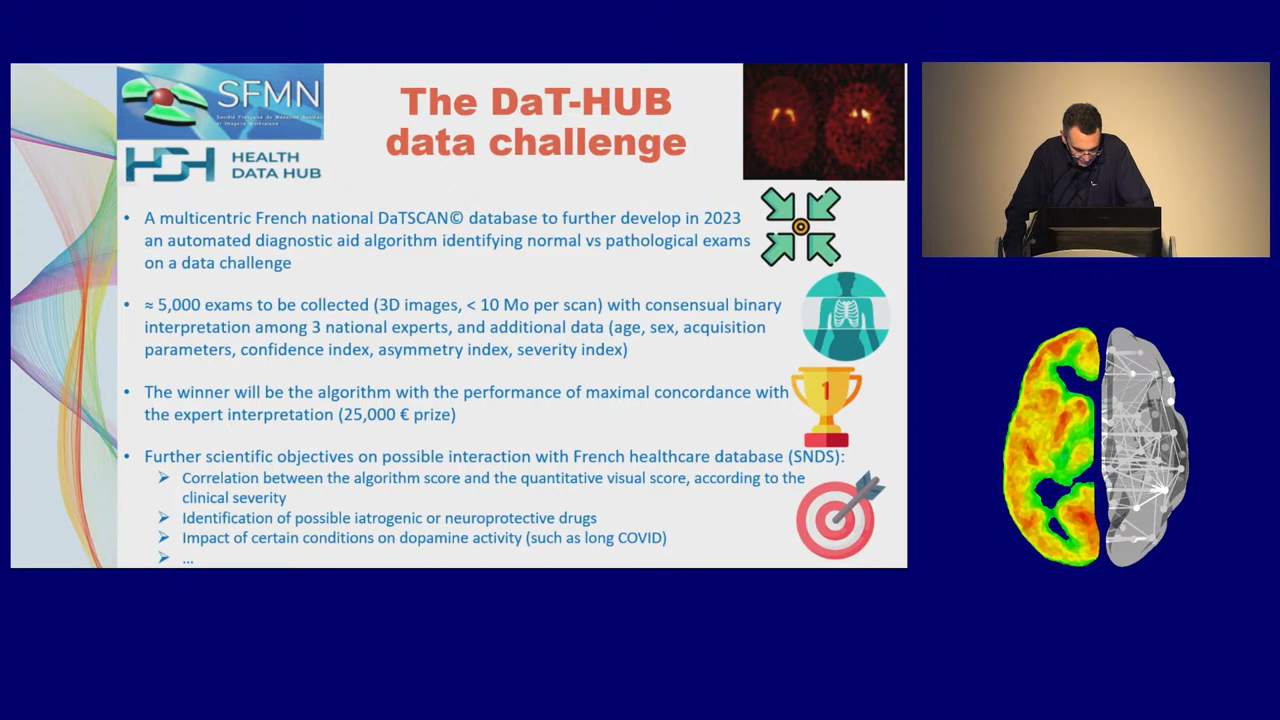 SFMN
Société Française de Médecine Nucléaire
et Imagerie Moléculaire
HDH HEALTH
DATA HUB
The DaT-HUB
data challenge
• A multicentric French national DaTSCAN© database to further develop in 2023
an automated diagnostic aid algorithm identifying normal vs pathological exams
on a data challenge
• ≈ 5,000 exams to be collected (3D images, < 10 Mo per scan) with consensual binary
interpretation among 3 national experts, and additional data (age, sex, acquisition
parameters, confidence index, asymmetry index, severity index)
• The winner will be the algorithm with the performance of maximal concordance with
the expert interpretation (25,000 € prize)
1
• Further scientific objectives on possible interaction with French healthcare database (SNDS):
➢ Correlation between the algorithm score and the quantitative visual score, according to the
clinical severity
➢ Identification of possible iatrogenic or neuroprotective drugs
➢ Impact of certain conditions on dopamine activity (such as long COVID)
➢ ...